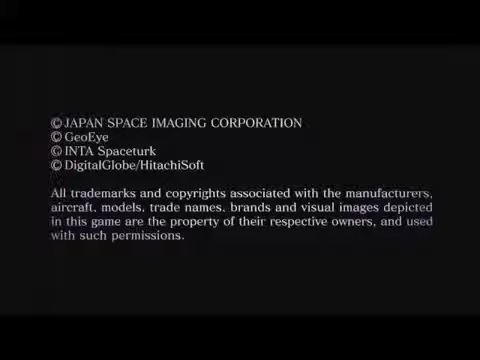 © JAPAN SPACE IMAGING CORPORATION
© GeoEye
© INTA Spaceturk
© DigitalGlobe/HitachiSoft
All trademarks and copyrights associated with the manufacturers,
aircraft, models, trade names, brands and visual images depicted
in this game are the property of their respective owners, and used
with such permissions.